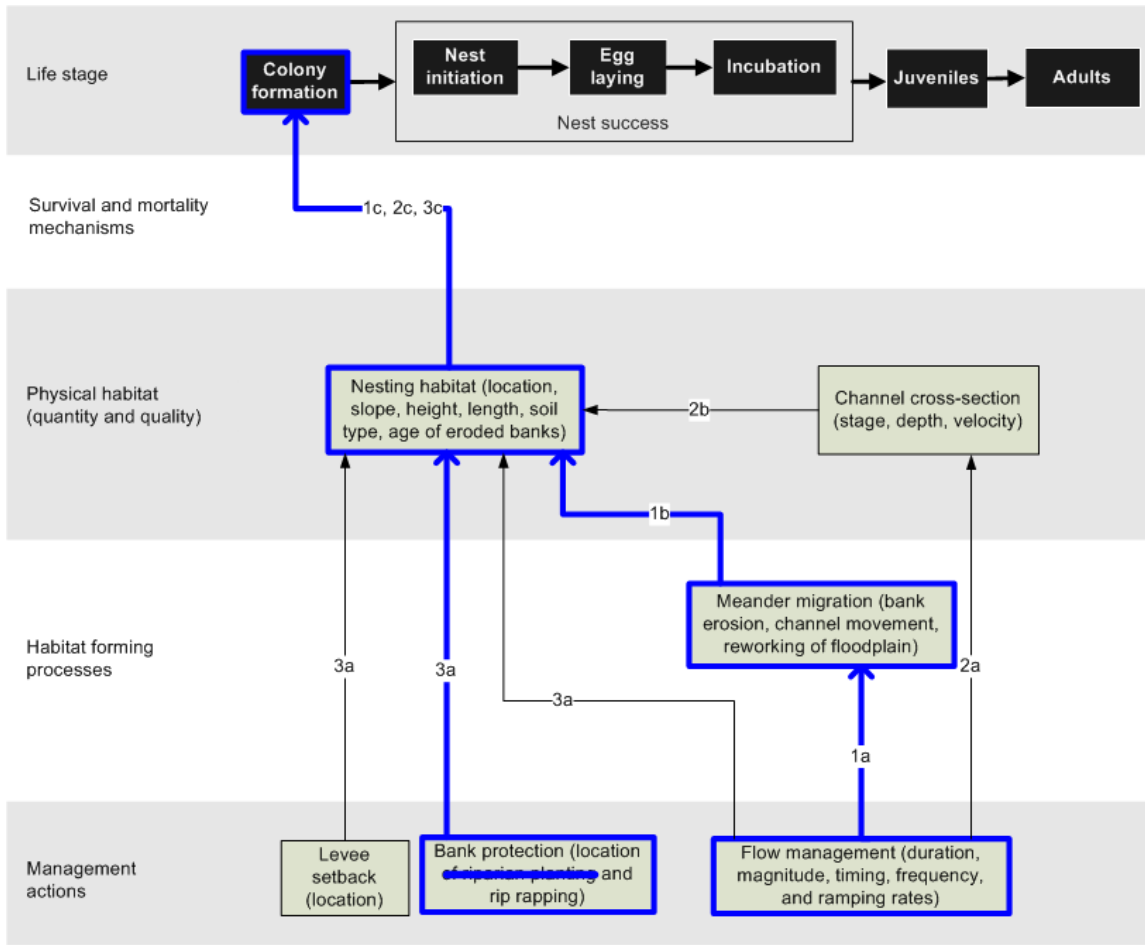 Life stage
Colony
formation
Nest
initiation
Egg
laying
Incubation
Juveniles
Adults
Nest success
Survival and mortality
mechanisms
1c, 2c, 3c
Physical habitat
(quantity and quality)
Nesting habitat (location,
slope, height, length, soil
type, age of eroded banks)
2b
Channel cross-section
(stage, depth, velocity)
1b
Habitat forming
processes
Meander migration (bank
erosion, channel movement,
reworking of floodplain)
3a
3a
3a
2a
1a
Management
actions
Levee
setback
(location)
Bank protection (location
of riparian planting and
rip rapping)
Flow management (duration,
magnitude, timing, frequency,
and ramping rates)